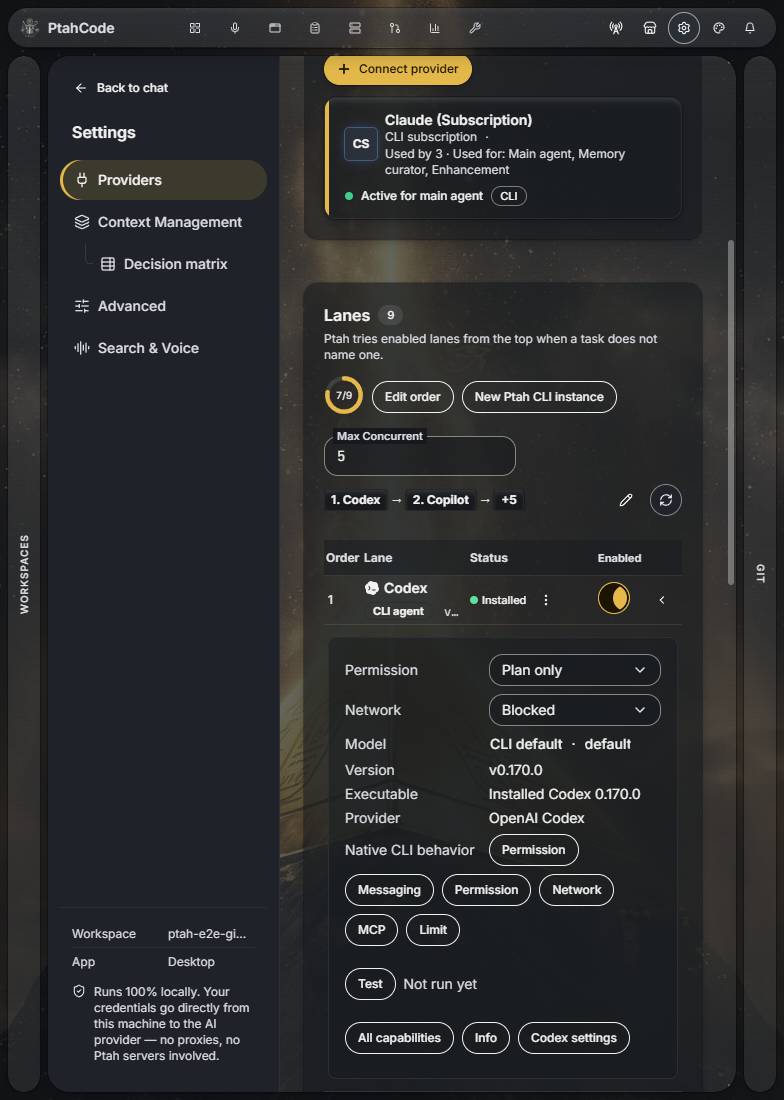 PtahCode
WORKSPACES
Back to chat
Settings
Providers
Context Management
Decision matrix
Advanced
Search & Voice
Workspace ptah-e2e-gi...
App Desktop
Runs 100% locally. Your
credentials go directly from
this machine to the AI
provider — no proxies, no
Ptah servers involved.
+ Connect provider
CS
Claude (Subscription)
CLI subscription ·
Used by 3 · Used for: Main agent, Memory
curator, Enhancement
Active for main agent CLI
Lanes 9
Ptah tries enabled lanes from the top when a task does not
name one.
7/9 Edit order New Ptah CLI instance
Max Concurrent
5
1. Codex → 2. Copilot → +5
Order Lane Status Enabled
1 Codex Installed
CLI agent v...
Permission Plan only
Network Blocked
Model CLI default · default
Version v0.170.0
Executable Installed Codex 0.170.0
Provider OpenAI Codex
Native CLI behavior Permission
Messaging Permission Network
MCP Limit
Test Not run yet
All capabilities Info Codex settings
GIT